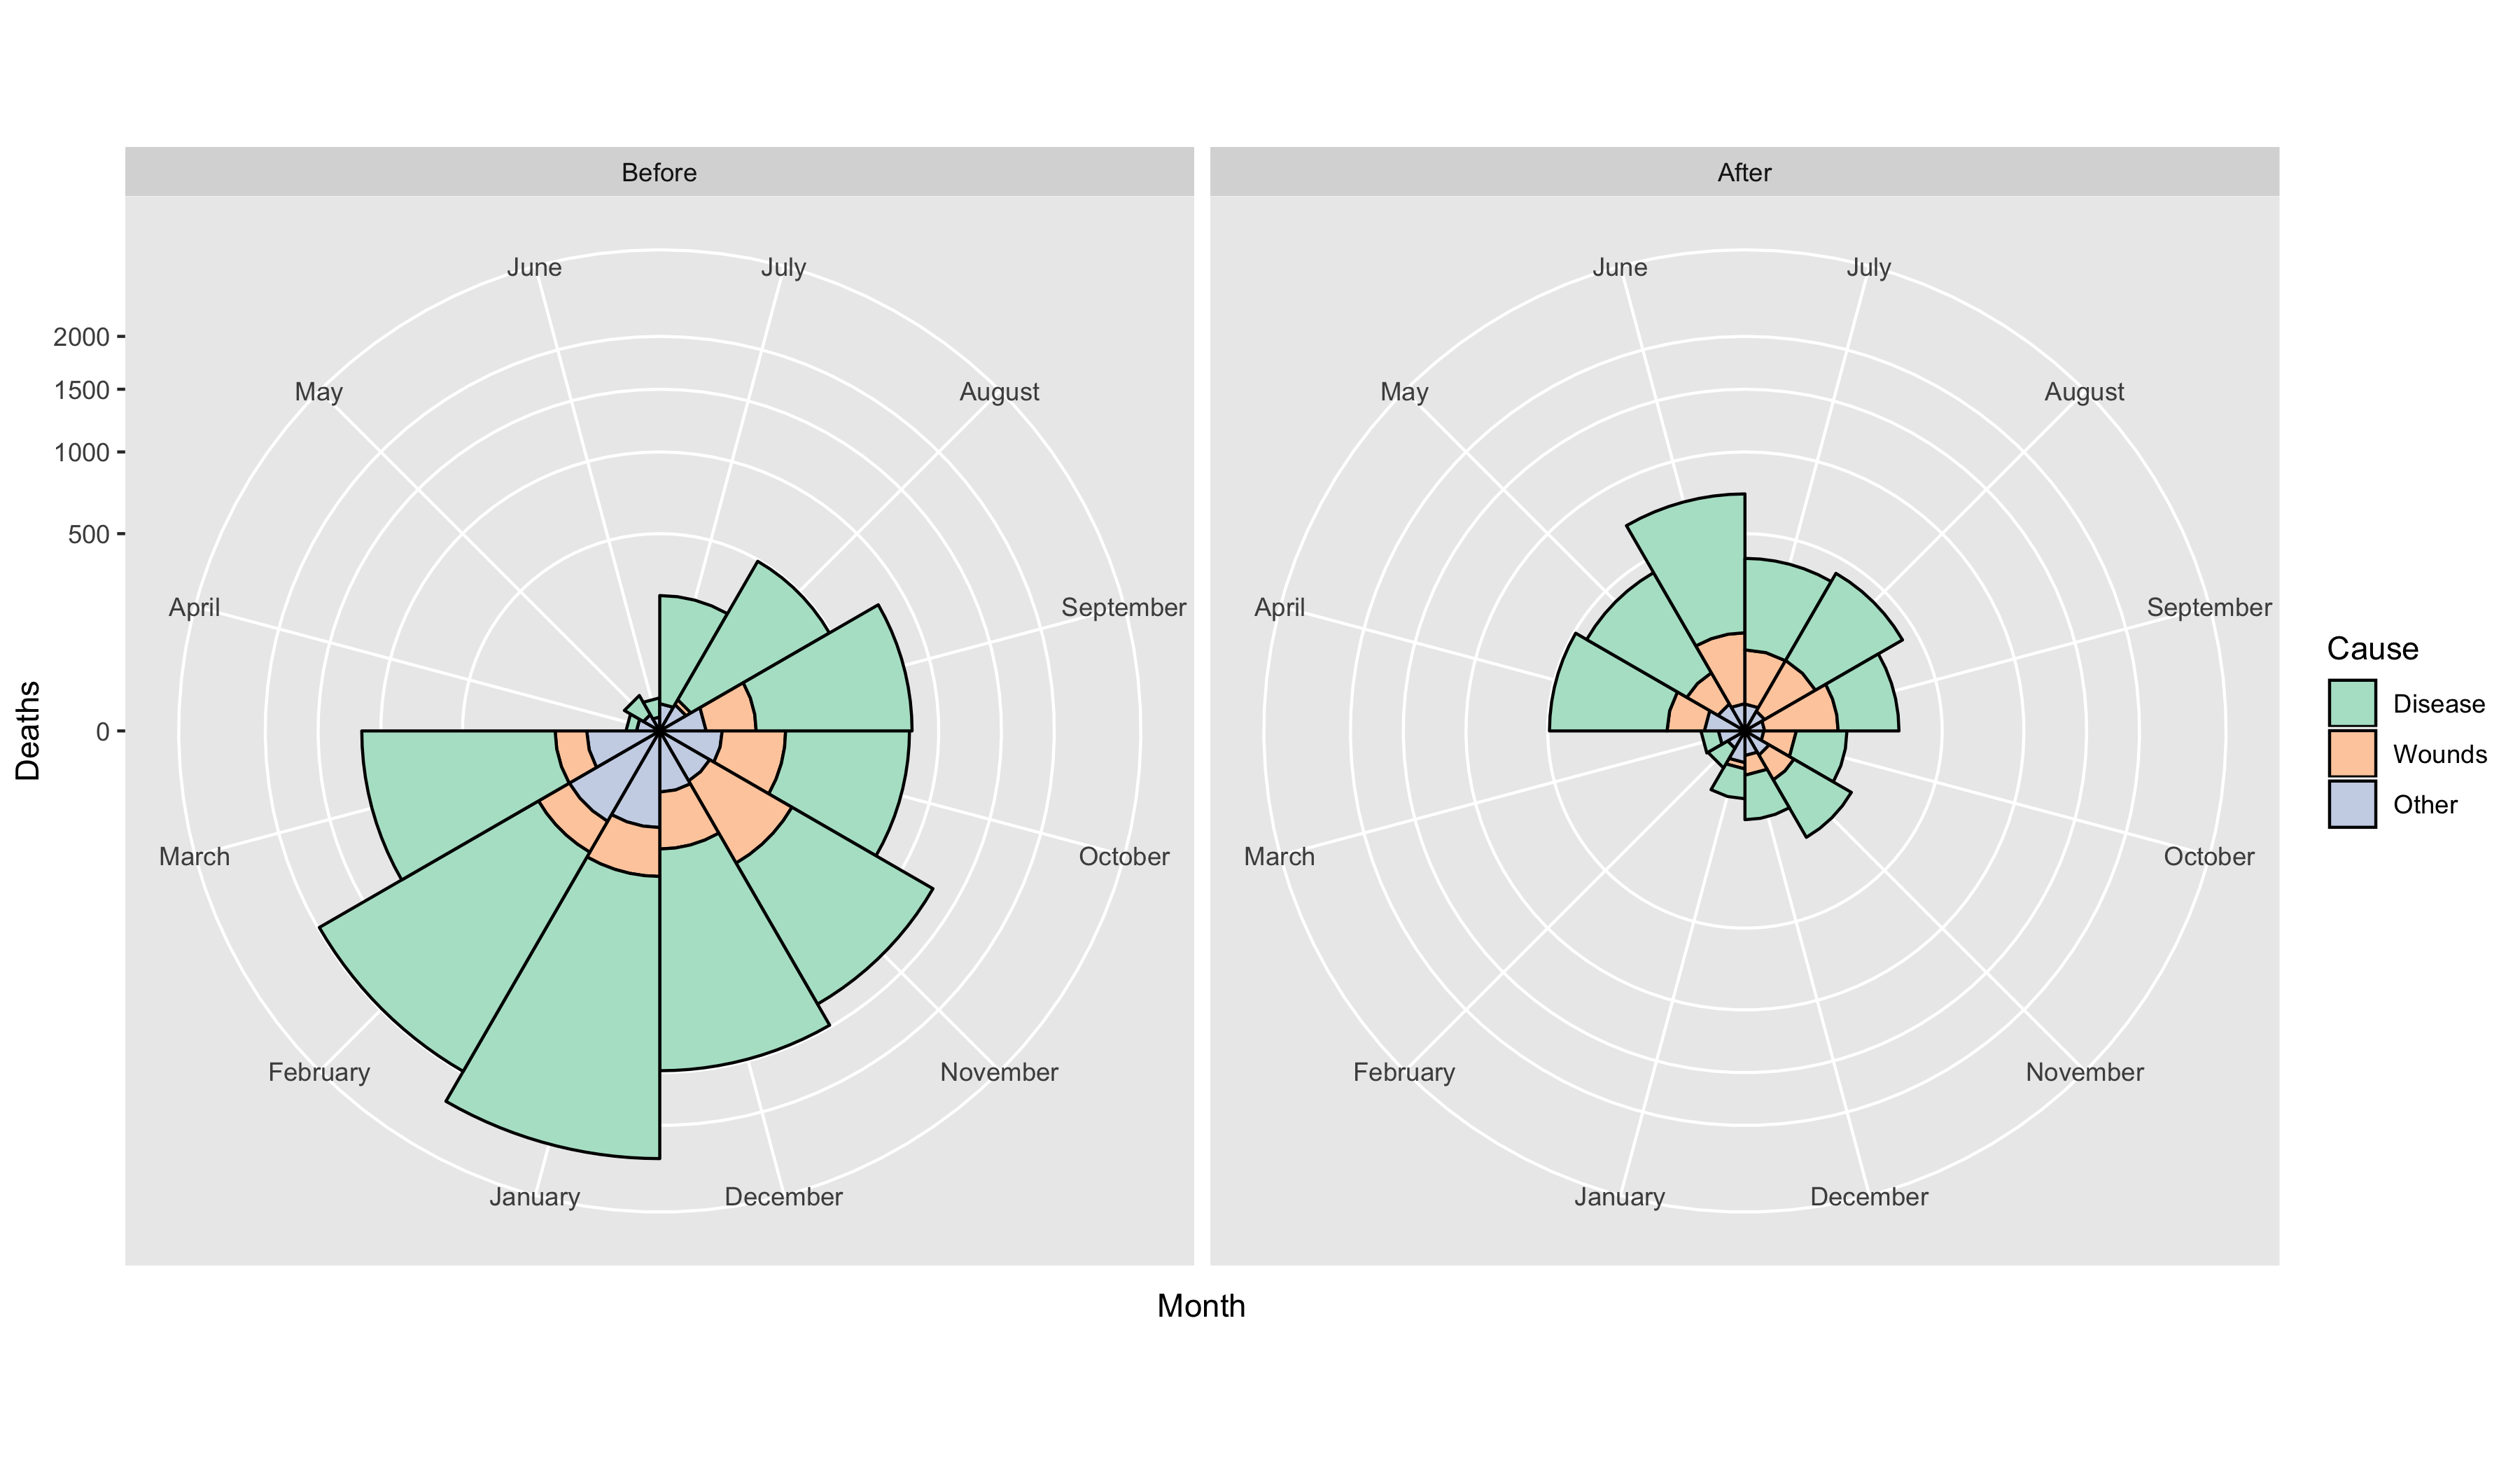 Before
After
June
July
May
August
April
September
March
October
February
November
January
December
June
July
May
August
April
September
March
October
February
November
January
December
2000
1500
1000
500
0
Deaths
Month
Cause
Disease
Wounds
Other